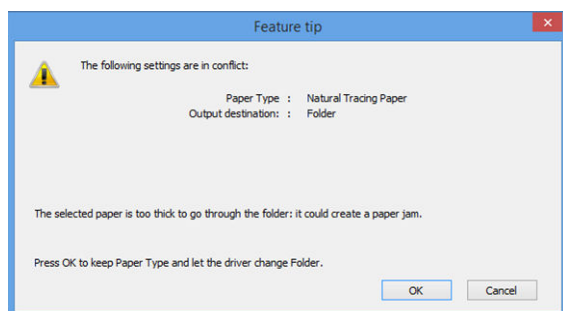 Feature tip
The following settings are in conflict:
Paper Type : Natural Tracing Paper
Output destination: : Folder
The selected paper is too thick to go through the folder: it could create a paper jam.
Press OK to keep Paper Type and let the driver change Folder.
OK Cancel